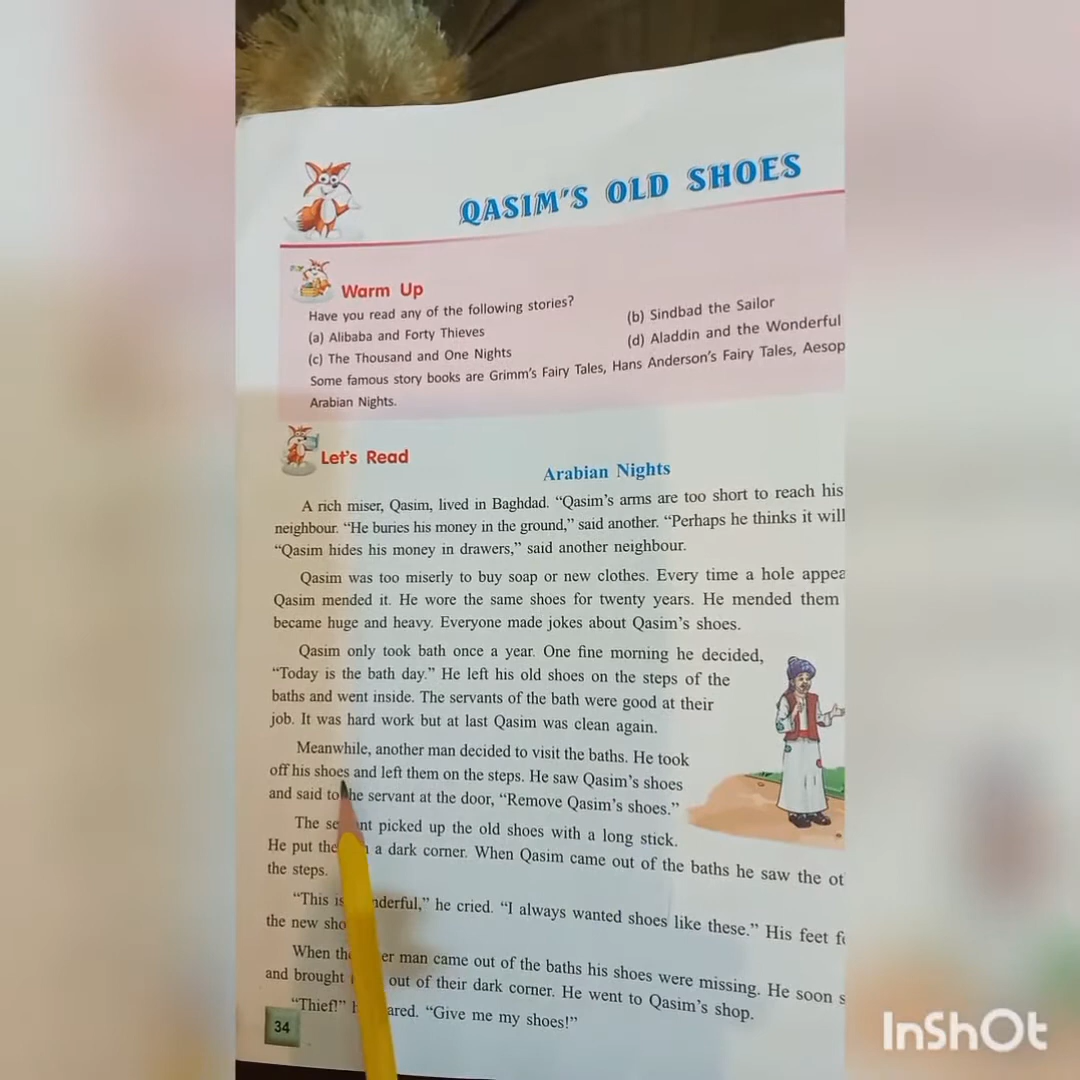 QASIM'S OLD SHOES
Warm Up
Have you read any of the following stories?
(a) Alibaba and Forty Thieves
(b) Sindbad the Sailor
(c) The Thousand and One Nights
(d) Aladdin and the Wonderful
Some famous story books are Grimm's Fairy Tales, Hans Anderson's Fairy Tales, Aesop
Arabian Nights.
Let's Read
Arabian Nights
A rich miser, Qasim, lived in Baghdad. "Qasim's arms are too short to reach his
neighbour. "He buries his money in the ground," said another. "Perhaps he thinks it will
"Qasim hides his money in drawers," said another neighbour.
Qasim was too miserly to buy soap or new clothes. Every time a hole appea
Qasim mended it. He wore the same shoes for twenty years. He mended them
became huge and heavy. Everyone made jokes about Qasim's shoes.
Qasim only took bath once a year. One fine morning he decided,
"Today is the bath day." He left his old shoes on the steps of the
baths and went inside. The servants of the bath were good at their
job. It was hard work but at last Qasim was clean again.
Meanwhile, another man decided to visit the baths. He took
off his shoes and left them on the steps. He saw Qasim's shoes
and said to he servant at the door, "Remove Qasim's shoes."
The se nt picked up the old shoes with a long stick.
He put the a dark corner. When Qasim came out of the baths he saw the ot
the steps.
"This is nderful," he cried. "I always wanted shoes like these." His feet f
the new sho
When th er man came out of the baths his shoes were missing. He soon s
and brought out of their dark corner. He went to Qasim's shop.
"Thief!" h ared. "Give me my shoes!"
34
InShOt